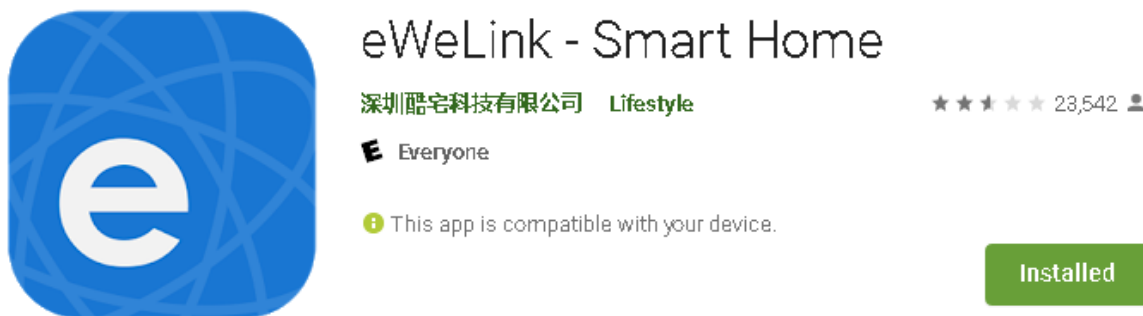 e
eWeLink - Smart Home
深圳酷宅科技有限公司 Lifestyle
23,542
E Everyone
This app is compatible with your device.
Installed